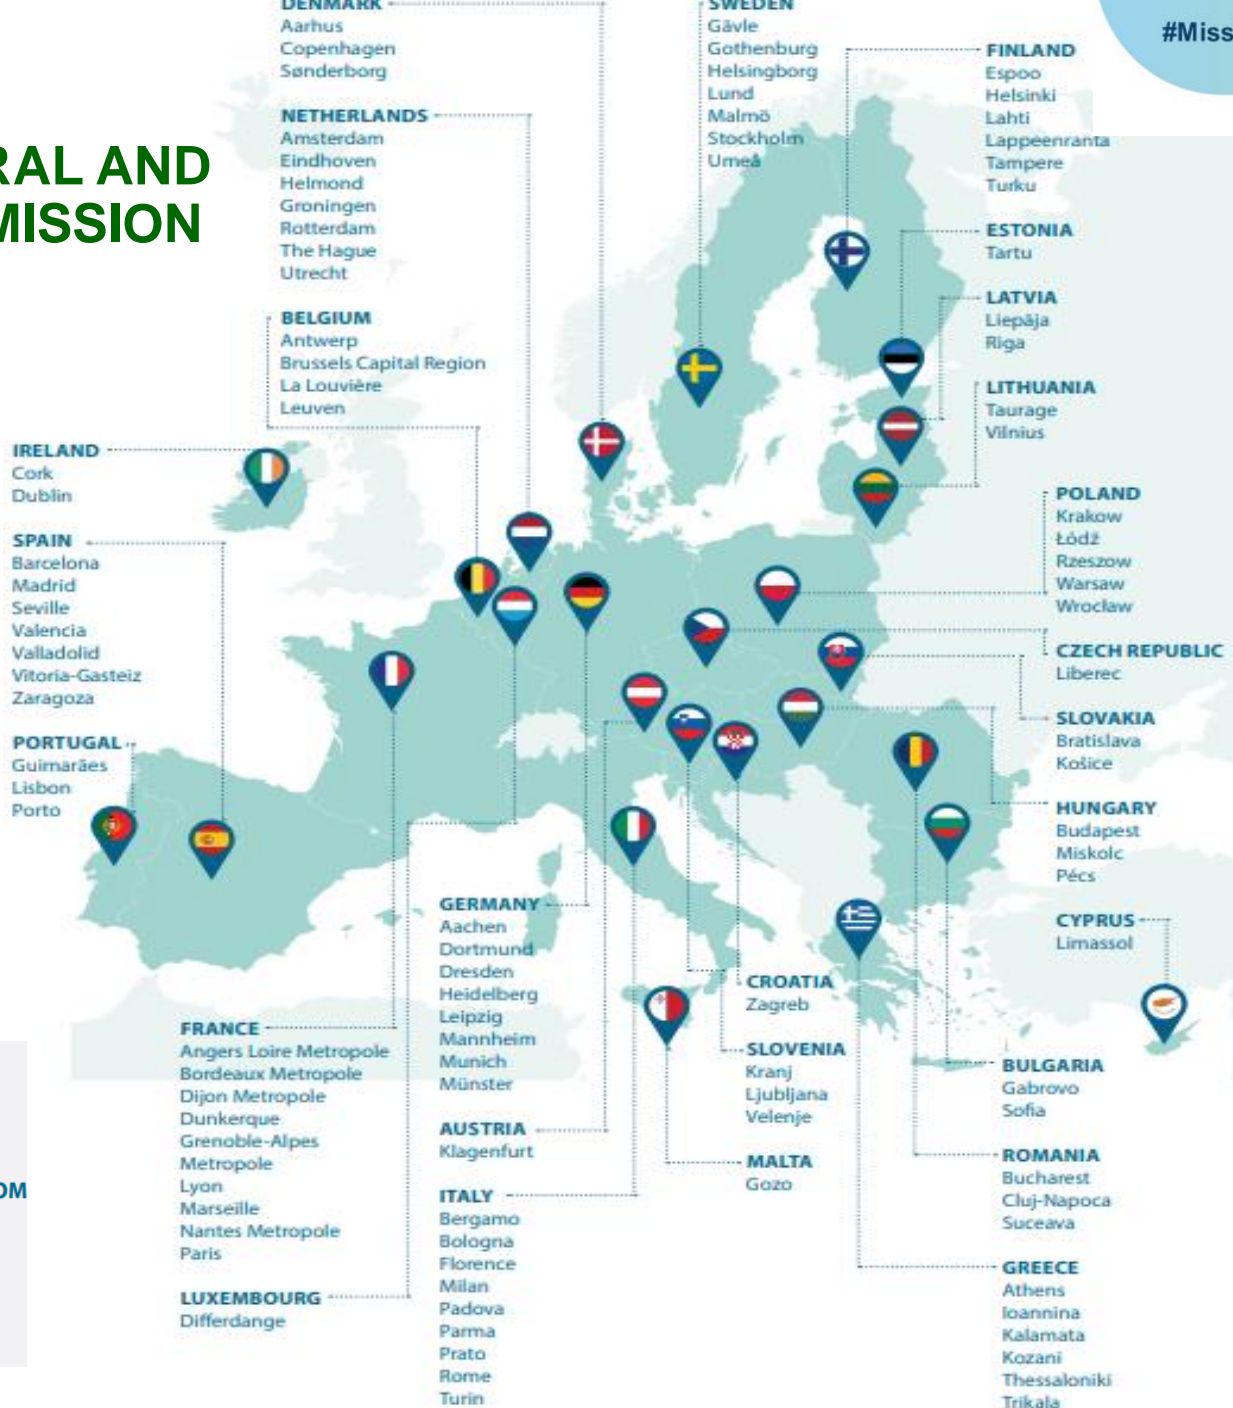 DENMARK
Aarhus
Copenhagen
Sønderborg
SWEDEN
Gävle
Gothenburg
Helsingborg
Lund
Malmö
Stockholm
Umeå
#Miss
FINLAND
Espoo
Helsinki
Lahti
Lappeenranta
Tampere
Turku
NETHERLANDS
Amsterdam
Eindhoven
Helmond
Groningen
Rotterdam
The Hague
Utrecht
RAL AND
MISSION
ESTONIA
Tartu
LATVIA
Liepāja
Riga
BELGIUM
Antwerp
Brussels Capital Region
La Louvière
Leuven
LITHUANIA
Taurage
Vilnius
IRELAND
Cork
Dublin
POLAND
Krakow
Łódź
Rzeszow
Warsaw
Wrocław
SPAIN
Barcelona
Madrid
Seville
Valencia
Valladolid
Vitoria-Gasteiz
Zaragoza
CZECH REPUBLIC
Liberec
SLOVAKIA
Bratislava
Košice
PORTUGAL
Guimarães
Lisbon
Porto
HUNGARY
Budapest
Miskolc
Pécs
GERMANY
Aachen
Dortmund
Dresden
Heidelberg
Leipzig
Mannheim
Munich
Münster
CYPRUS
Limassol
CROATIA
Zagreb
FRANCE
Angers Loire Metropole
Bordeaux Metropole
Dijon Metropole
Dunkerque
Grenoble-Alpes
Metropole
Lyon
Marseille
Nantes Metropole
Paris
SLOVENIA
Kranj
Ljubljana
Velenje
BULGARIA
Gabrovo
Sofia
AUSTRIA
Klagenfurt
MALTA
Gozo
ROMANIA
Bucharest
Cluj-Napoca
Suceava
OM
ITALY
Bergamo
Bologna
Florence
Milan
Padova
Parma
Prato
Rome
Turin
LUXEMBOURG
Differdange
GREECE
Athens
Ioannina
Kalamata
Kozani
Thessaloniki
Trikala